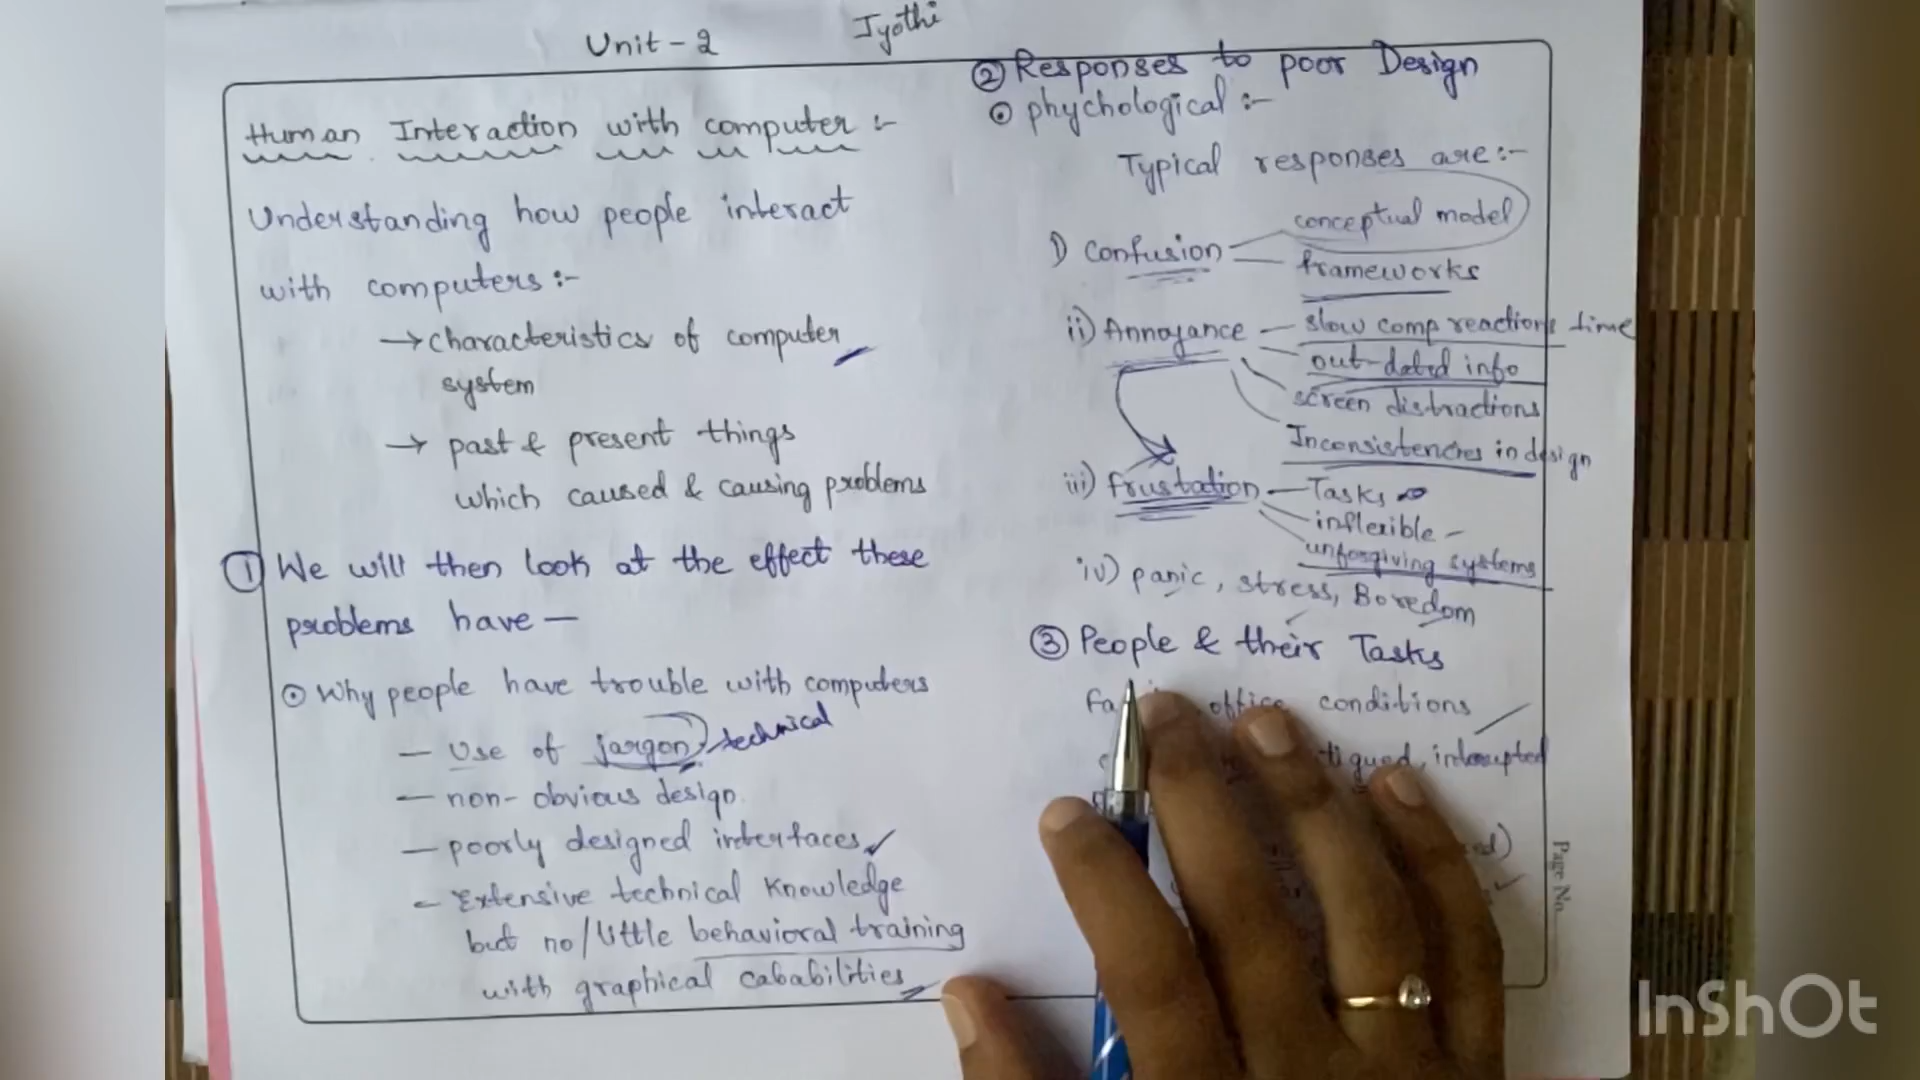 Unit - 2
Jyothi
Human Interaction with computer :-
Understanding how people interact
with computers :-
→ characteristics of computer
system
→ past & present things
which caused & causing problems
① We will then look at the effect these
problems have —
⊙ Why people have trouble with computers
— Use of jargon technical
— non-obvious design.
— poorly designed interfaces ✓
— Extensive technical Knowledge
but no/little behavioral training
with graphical cababilities
② Responses to poor Design
⊙ phychological :-
Typical responses are :-
conceptual model
i) Confusion
frameworks
ii) Annoyance — slow comp reactions time
out-dated info
screen distractions
Inconsistencies in design
iii) frustation — Tasks
inflexible -
unforgiving systems
iv) panic, stress, Boredom
③ People & their Tasks
office conditions
interrupted
Page No.
InShOt